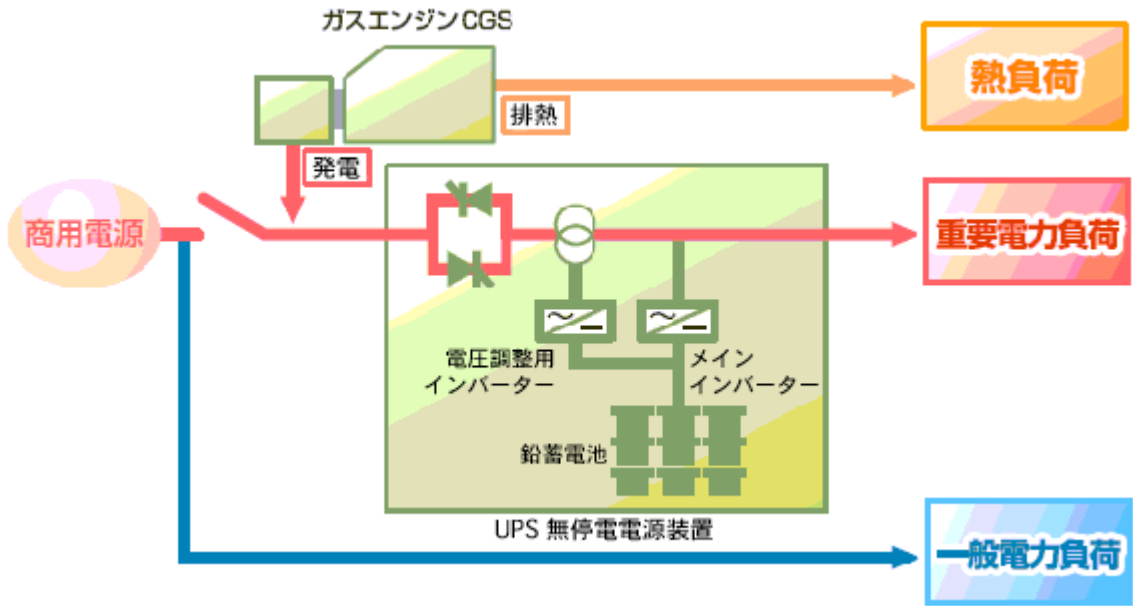 ガスエンジンCGS
熱負荷
排熱
発電
商用電源
重要電力負荷
電圧調整用
インバーター
メイン
インバーター
鉛蓄電池
UPS 無停電電源装置
一般電力負荷